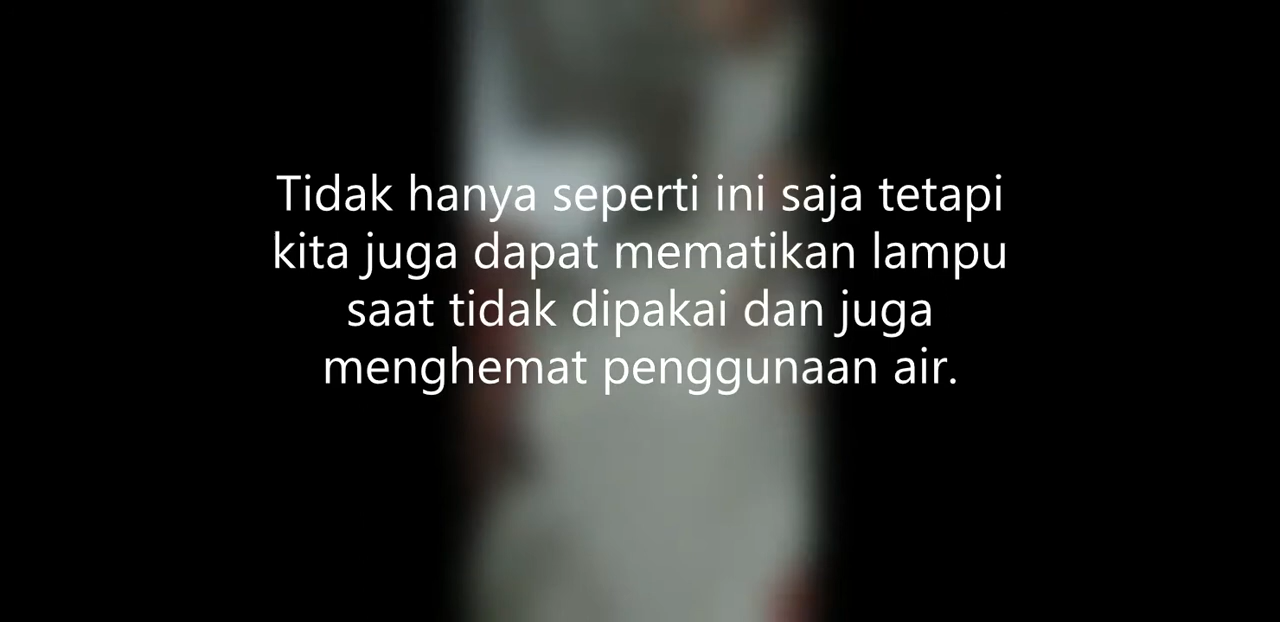 Tidak hanya seperti ini saja tetapi
kita juga dapat mematikan lampu
saat tidak dipakai dan juga
menghemat penggunaan air.